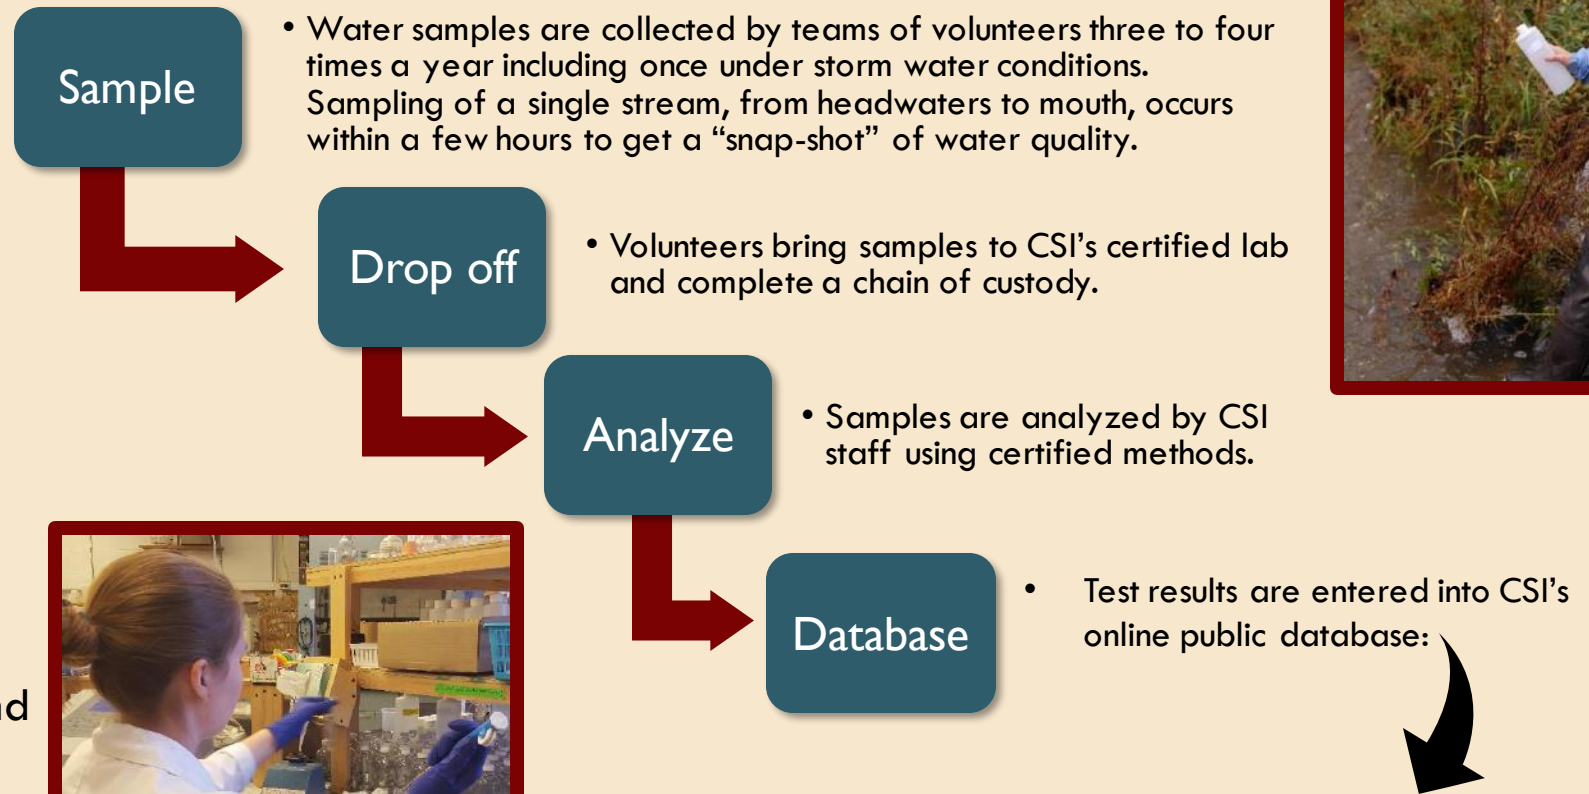 Sample
• Water samples are collected by teams of volunteers three to four
times a year including once under storm water conditions.
Sampling of a single stream, from headwaters to mouth, occurs
within a few hours to get a “snap-shot” of water quality.
Drop off
• Volunteers bring samples to CSI’s certified lab
and complete a chain of custody.
Analyze
• Samples are analyzed by CSI
staff using certified methods.
Database
• Test results are entered into CSI’s
online public database: